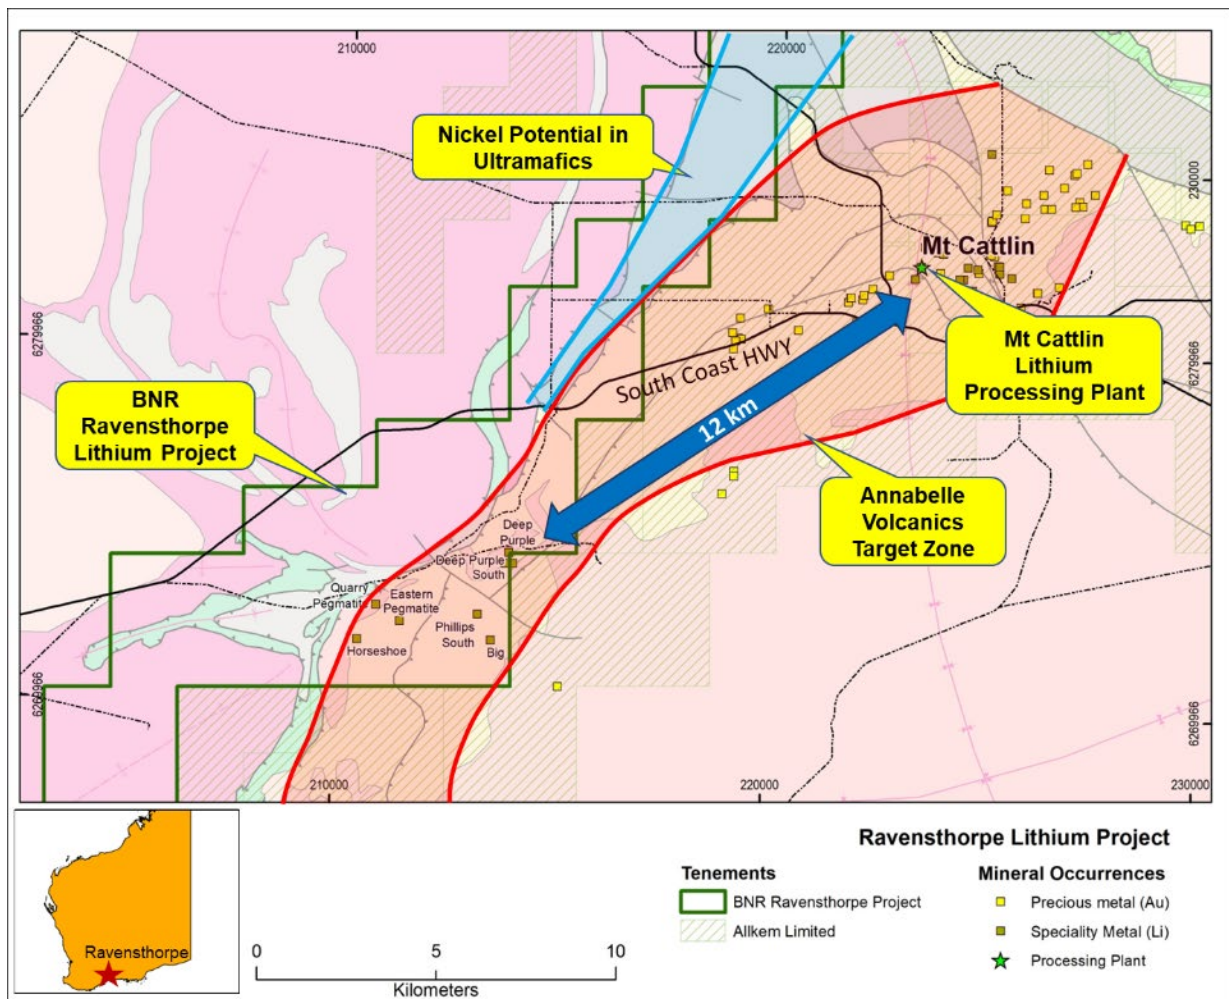 210000
220000
Nickel Potential in
Ultramafics
230000
Mt Cattlin
6279966
6279966
Mt Cattlin
Lithium
Processing Plant
South Coast HWY
BNR
Ravensthorpe
Lithium Project
12 km
Annabelle
Volcanics
Target Zone
Deep
Purple
Deep Purple
South
Quarry
Pegmatite
Eastern
Pegmatite
Phillips
South
Horseshoe
Big
6269966
6269966
210000
220000
230000
Ravensthorpe
0
5
10
Kilometers
Ravensthorpe Lithium Project
Tenements
BNR Ravensthorpe Project
Allkem Limited
Mineral Occurrences
Precious metal (Au)
Speciality Metal (Li)
Processing Plant